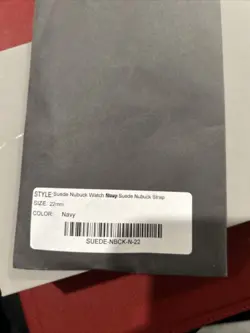 STYLE Suede Nubuck Watch Navy Suede Nubuck Strap
SIZE: 22mm
COLOR: Navy
SUEDE-NBCK-N-22